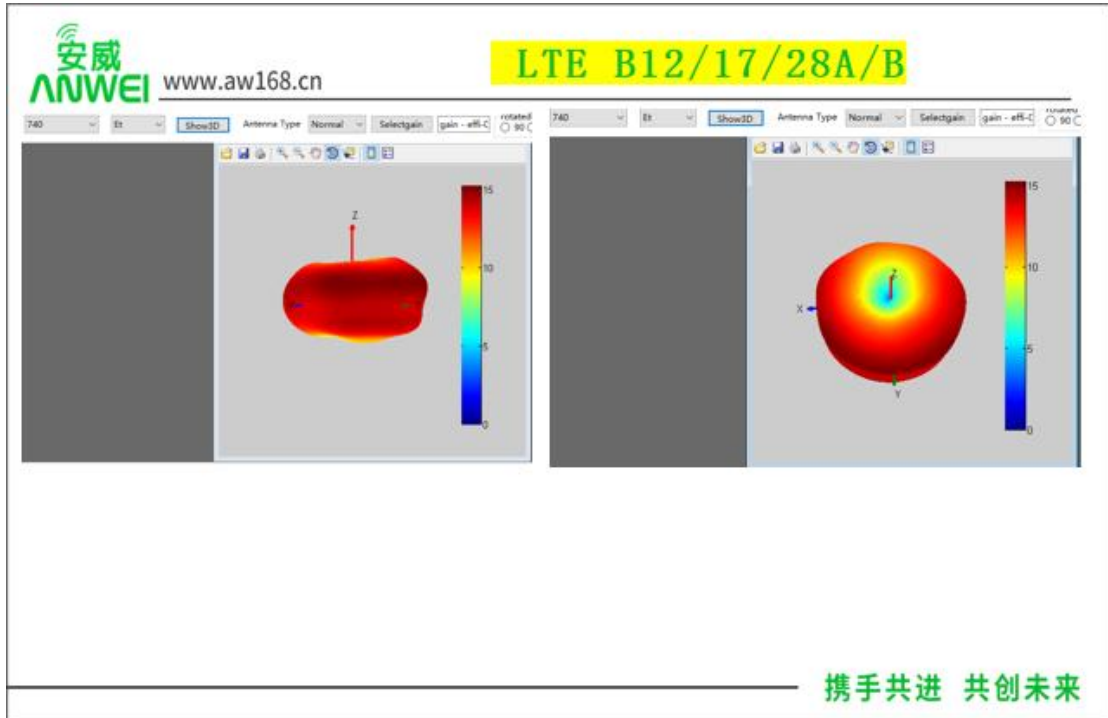 安威
ANWEI www.aw168.cn
LTE B12/17/28A/B
740 Et Show3D Antenna Type Normal Selectgain gain - effi-C rotated 90
740 Et Show3D Antenna Type Normal Selectgain gain - effi-C 90
Z
15
10
5
0
Z
X
Y
15
10
5
0
携手共进 共创未来